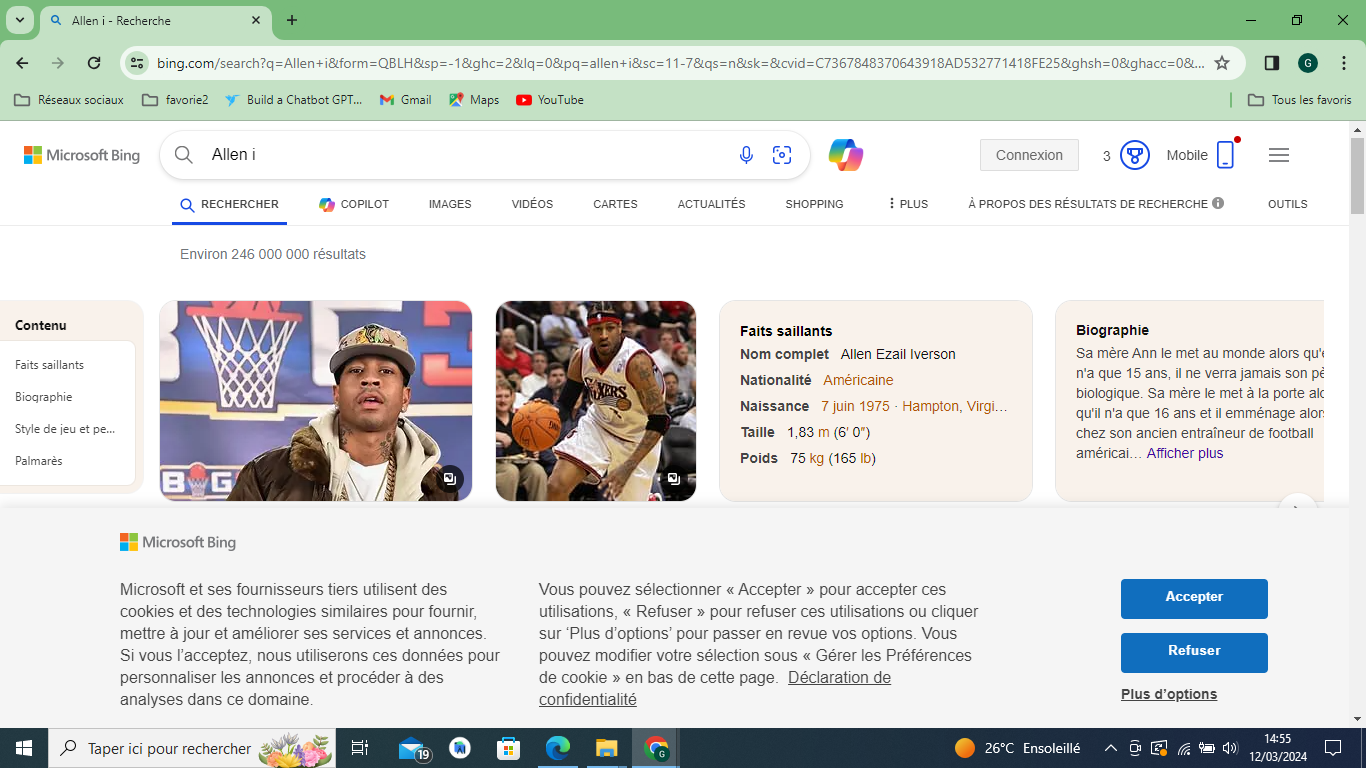 Allen i - Recherche
bing.com/search?q=Allen+i&form=QBLH&sp=-1&ghc=2&lq=0&pq=allen+i&sc=11-7&qs=n&sk=&cvid=C7367848370643918AD532771418FE25&ghsh=0&ghacc=0&...
G
Réseaux sociaux
favorie2
Build a Chatbot GPT...
Gmail
Maps
YouTube
Tous les favoris
Microsoft Bing
Allen i
Connexion
3
Mobile
RECHERCHER
COPILOT
IMAGES
VIDÉOS
CARTES
ACTUALITÉS
SHOPPING
PLUS
À PROPOS DES RÉSULTATS DE RECHERCHE
OUTILS
Environ 246 000 000 résultats
Contenu
Faits saillants
Biographie
Style de jeu et pe...
Palmarès
SIXERS
Faits saillants
Nom complet Allen Ezail Iverson
Nationalité Américaine
Naissance 7 juin 1975 · Hampton, Virgi…
Taille 1,83 m (6′ 0″)
Poids 75 kg (165 lb)
Biographie
Sa mère Ann le met au monde alors qu'e
n'a que 15 ans, il ne verra jamais son pè
biologique. Sa mère le met à la porte alo
qu'il n'a que 16 ans et il emménage alors
chez son ancien entraîneur de football
américai… Afficher plus
Microsoft Bing
Microsoft et ses fournisseurs tiers utilisent des
cookies et des technologies similaires pour fournir,
mettre à jour et améliorer ses services et annonces.
Si vous l’acceptez, nous utiliserons ces données pour
personnaliser les annonces et procéder à des
analyses dans ce domaine.
Vous pouvez sélectionner « Accepter » pour accepter ces
utilisations, « Refuser » pour refuser ces utilisations ou cliquer
sur ‘Plus d’options’ pour passer en revue vos options. Vous
pouvez modifier votre sélection sous « Gérer les Préférences
de cookie » en bas de cette page. Déclaration de
confidentialité
Accepter
Refuser
Plus d’options
Taper ici pour rechercher
19
G
26°C Ensoleillé
14:55
12/03/2024